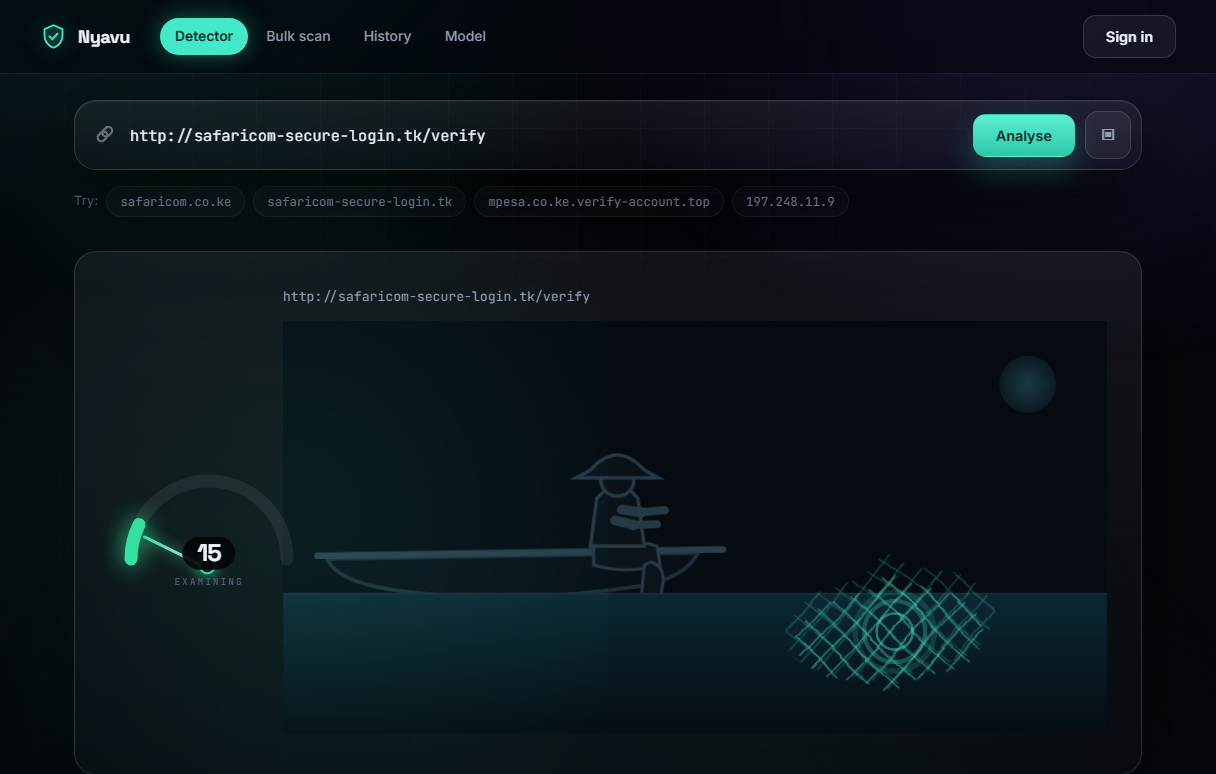 Nyavu Detector Bulk scan History Model Sign in
http://safaricom-secure-login.tk/verify Analyse
Try: safaricom.co.ke safaricom-secure-login.tk mpesa.co.ke.verify-account.top 197.248.11.9
http://safaricom-secure-login.tk/verify
15
EXAMINING